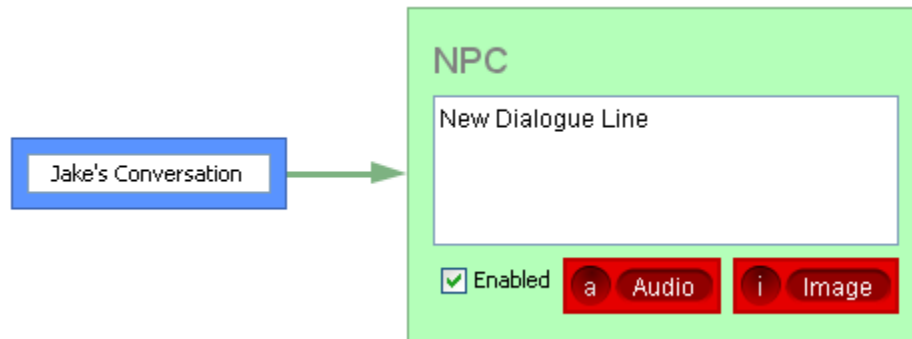 NPC
New Dialogue Line
Jake's Conversation
Enabled
a Audio
i Image